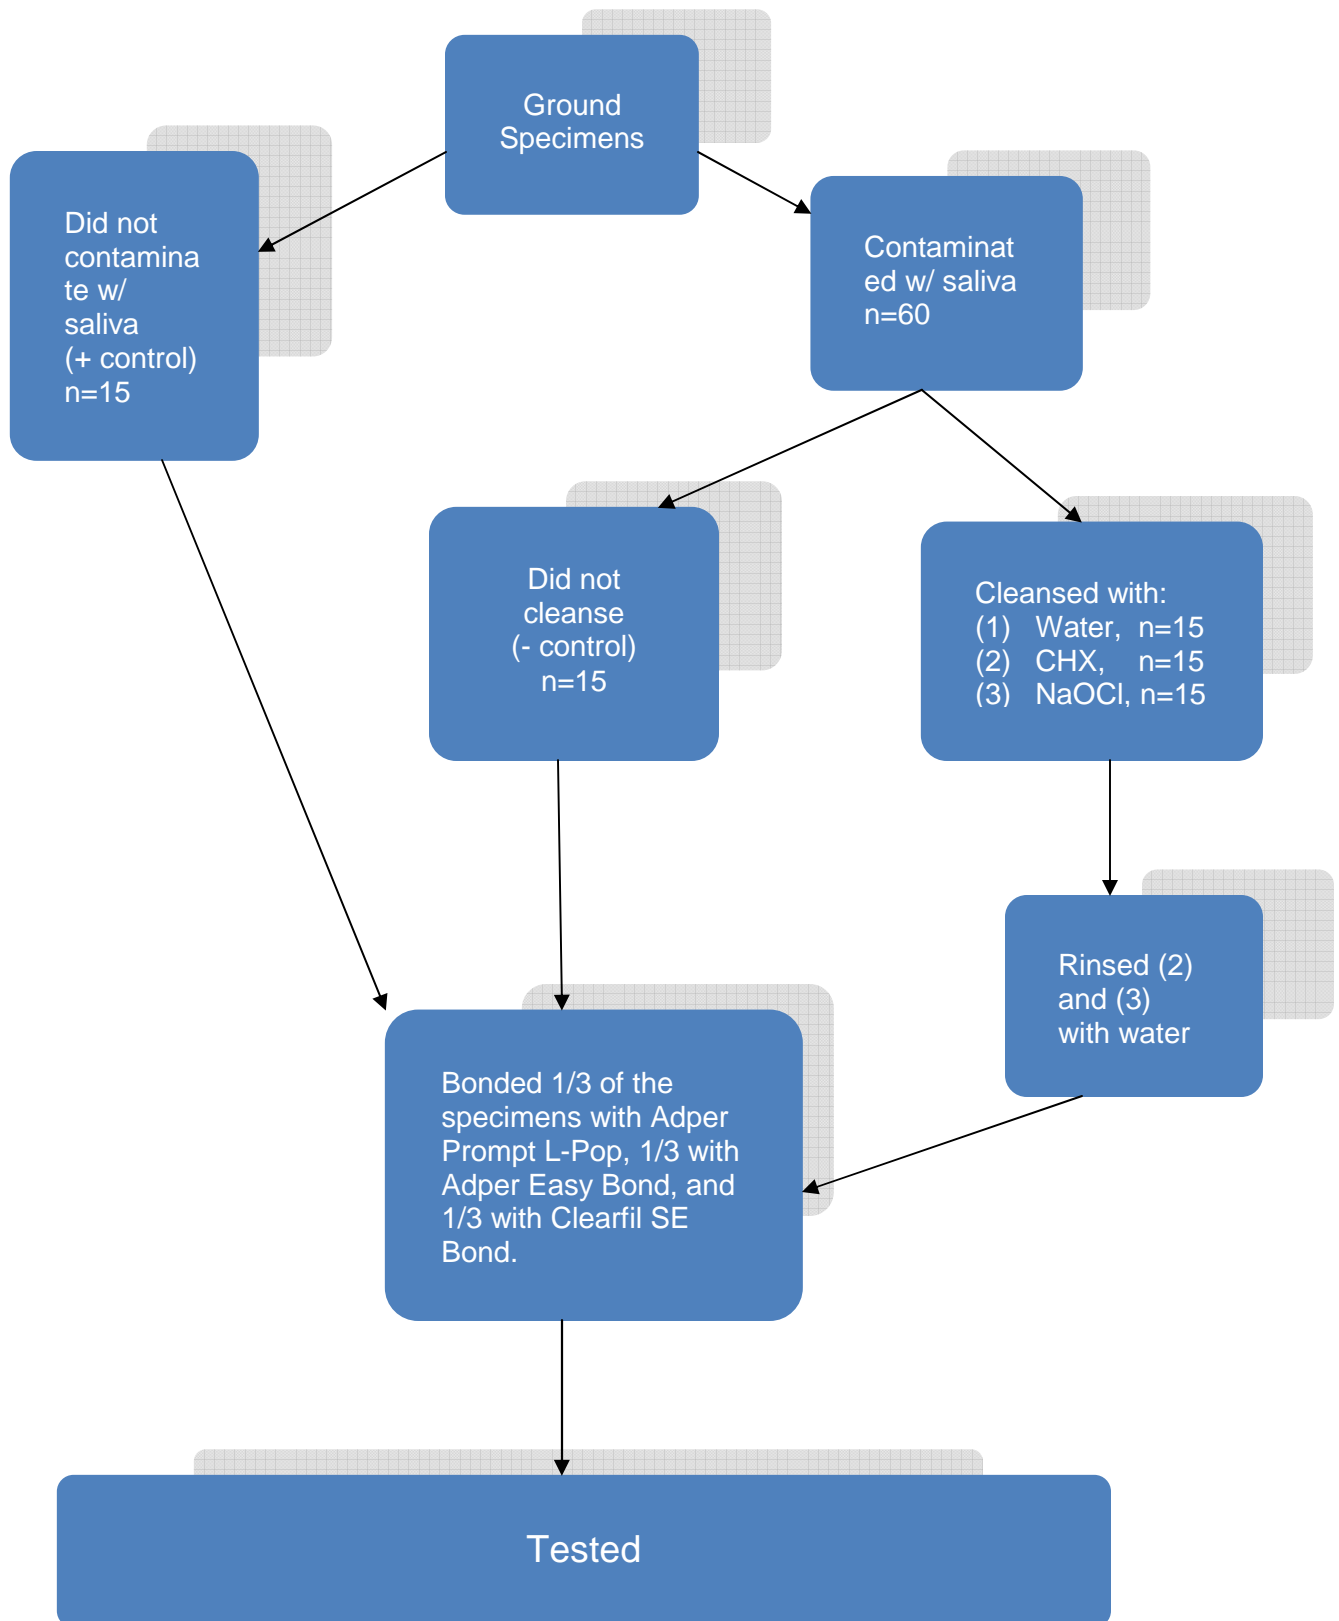 Ground
Specimens
Did not
contamina
te w/
saliva
(+ control)
n=15
Contaminat
ed w/ saliva
n=60
Did not
cleanse
(- control)
n=15
Cleansed with:
(1) Water, n=15
(2) CHX, n=15
(3) NaOCl, n=15
Rinsed (2)
and (3)
with water
Bonded 1/3 of the
specimens with Adper
Prompt L-Pop, 1/3 with
Adper Easy Bond, and
1/3 with Clearfil SE
Bond.
Tested